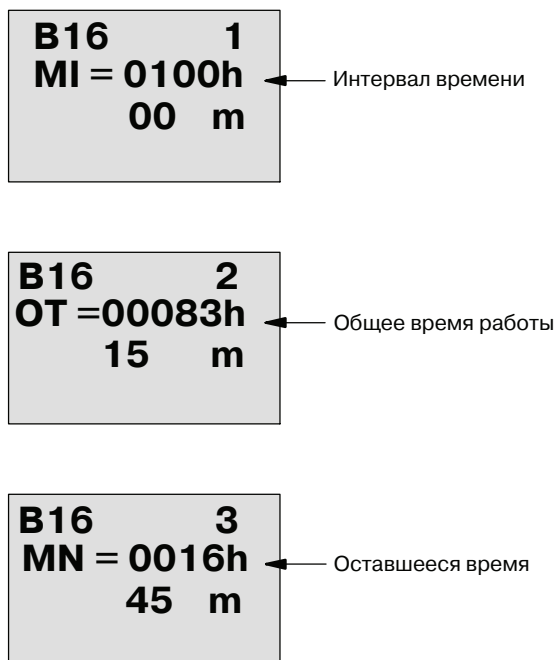 B16 1
MI = 0100h
00 m
Интервал времени
B16 2
OT =00083h
15 m
Общее время работы
B16 3
MN = 0016h
45 m
Оставшееся время